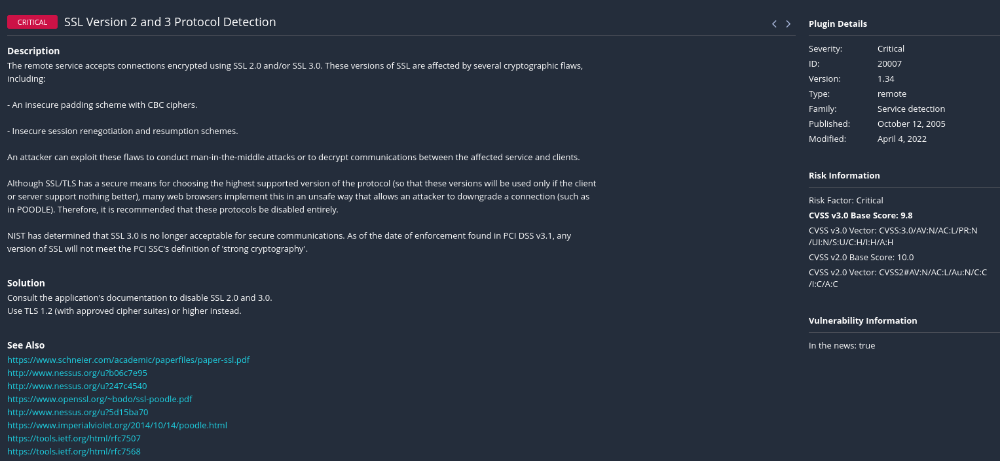 CRITICAL SSL Version 2 and 3 Protocol Detection
Description
The remote service accepts connections encrypted using SSL 2.0 and/or SSL 3.0. These versions of SSL are affected by several cryptographic flaws,
including:
- An insecure padding scheme with CBC ciphers.
- Insecure session renegotiation and resumption schemes.
An attacker can exploit these flaws to conduct man-in-the-middle attacks or to decrypt communications between the affected service and clients.
Although SSL/TLS has a secure means for choosing the highest supported version of the protocol (so that these versions will be used only if the client
or server support nothing better), many web browsers implement this in an unsafe way that allows an attacker to downgrade a connection (such as
in POODLE). Therefore, it is recommended that these protocols be disabled entirely.
NIST has determined that SSL 3.0 is no longer acceptable for secure communications. As of the date of enforcement found in PCI DSS v3.1, any
version of SSL will not meet the PCI SSC's definition of 'strong cryptography'.
Solution
Consult the application's documentation to disable SSL 2.0 and 3.0.
Use TLS 1.2 (with approved cipher suites) or higher instead.
See Also
https://www.schneier.com/academic/paperfiles/paper-ssl.pdf
http://www.nessus.org/u?b06c7e95
http://www.nessus.org/u?247c4540
https://www.openssl.org/~bodo/ssl-poodle.pdf
http://www.nessus.org/u?5d15ba70
https://www.imperialviolet.org/2014/10/14/poodle.html
https://tools.ietf.org/html/rfc7507
https://tools.ietf.org/html/rfc7568
Plugin Details
Severity: Critical
ID: 20007
Version: 1.34
Type: remote
Family: Service detection
Published: October 12, 2005
Modified: April 4, 2022
Risk Information
Risk Factor: Critical
CVSS v3.0 Base Score: 9.8
CVSS v3.0 Vector: CVSS:3.0/AV:N/AC:L/PR:N
/UI:N/S:U/C:H/I:H/A:H
CVSS v2.0 Base Score: 10.0
CVSS v2.0 Vector: CVSS2#AV:N/AC:L/Au:N/C:C
/I:C/A:C
Vulnerability Information
In the news: true